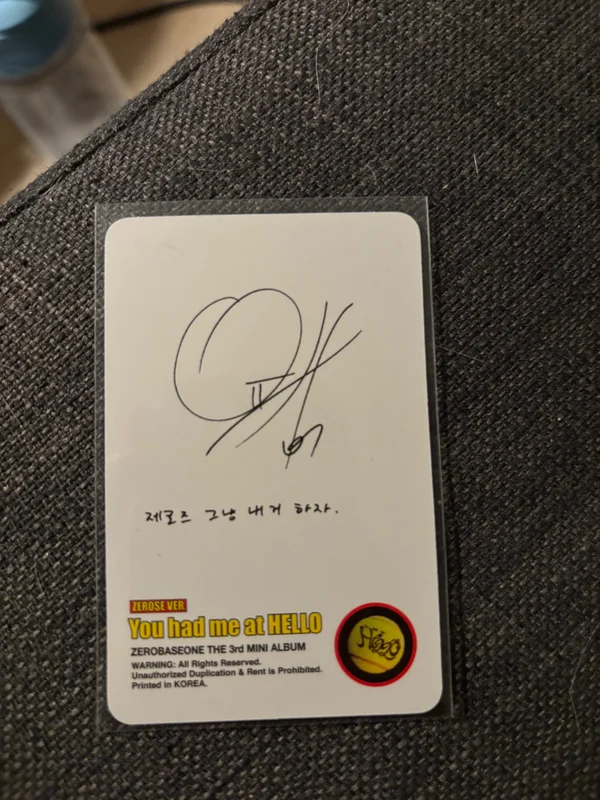 제로즈 그냥 내거 하자.
ZEROSE VER
You had me at HELLO
ZEROBASEONE THE 3rd MINI ALBUM
WARNING: All Rights Reserved.
Unauthorized Duplication & Rent is Prohibited.
Printed in KOREA.